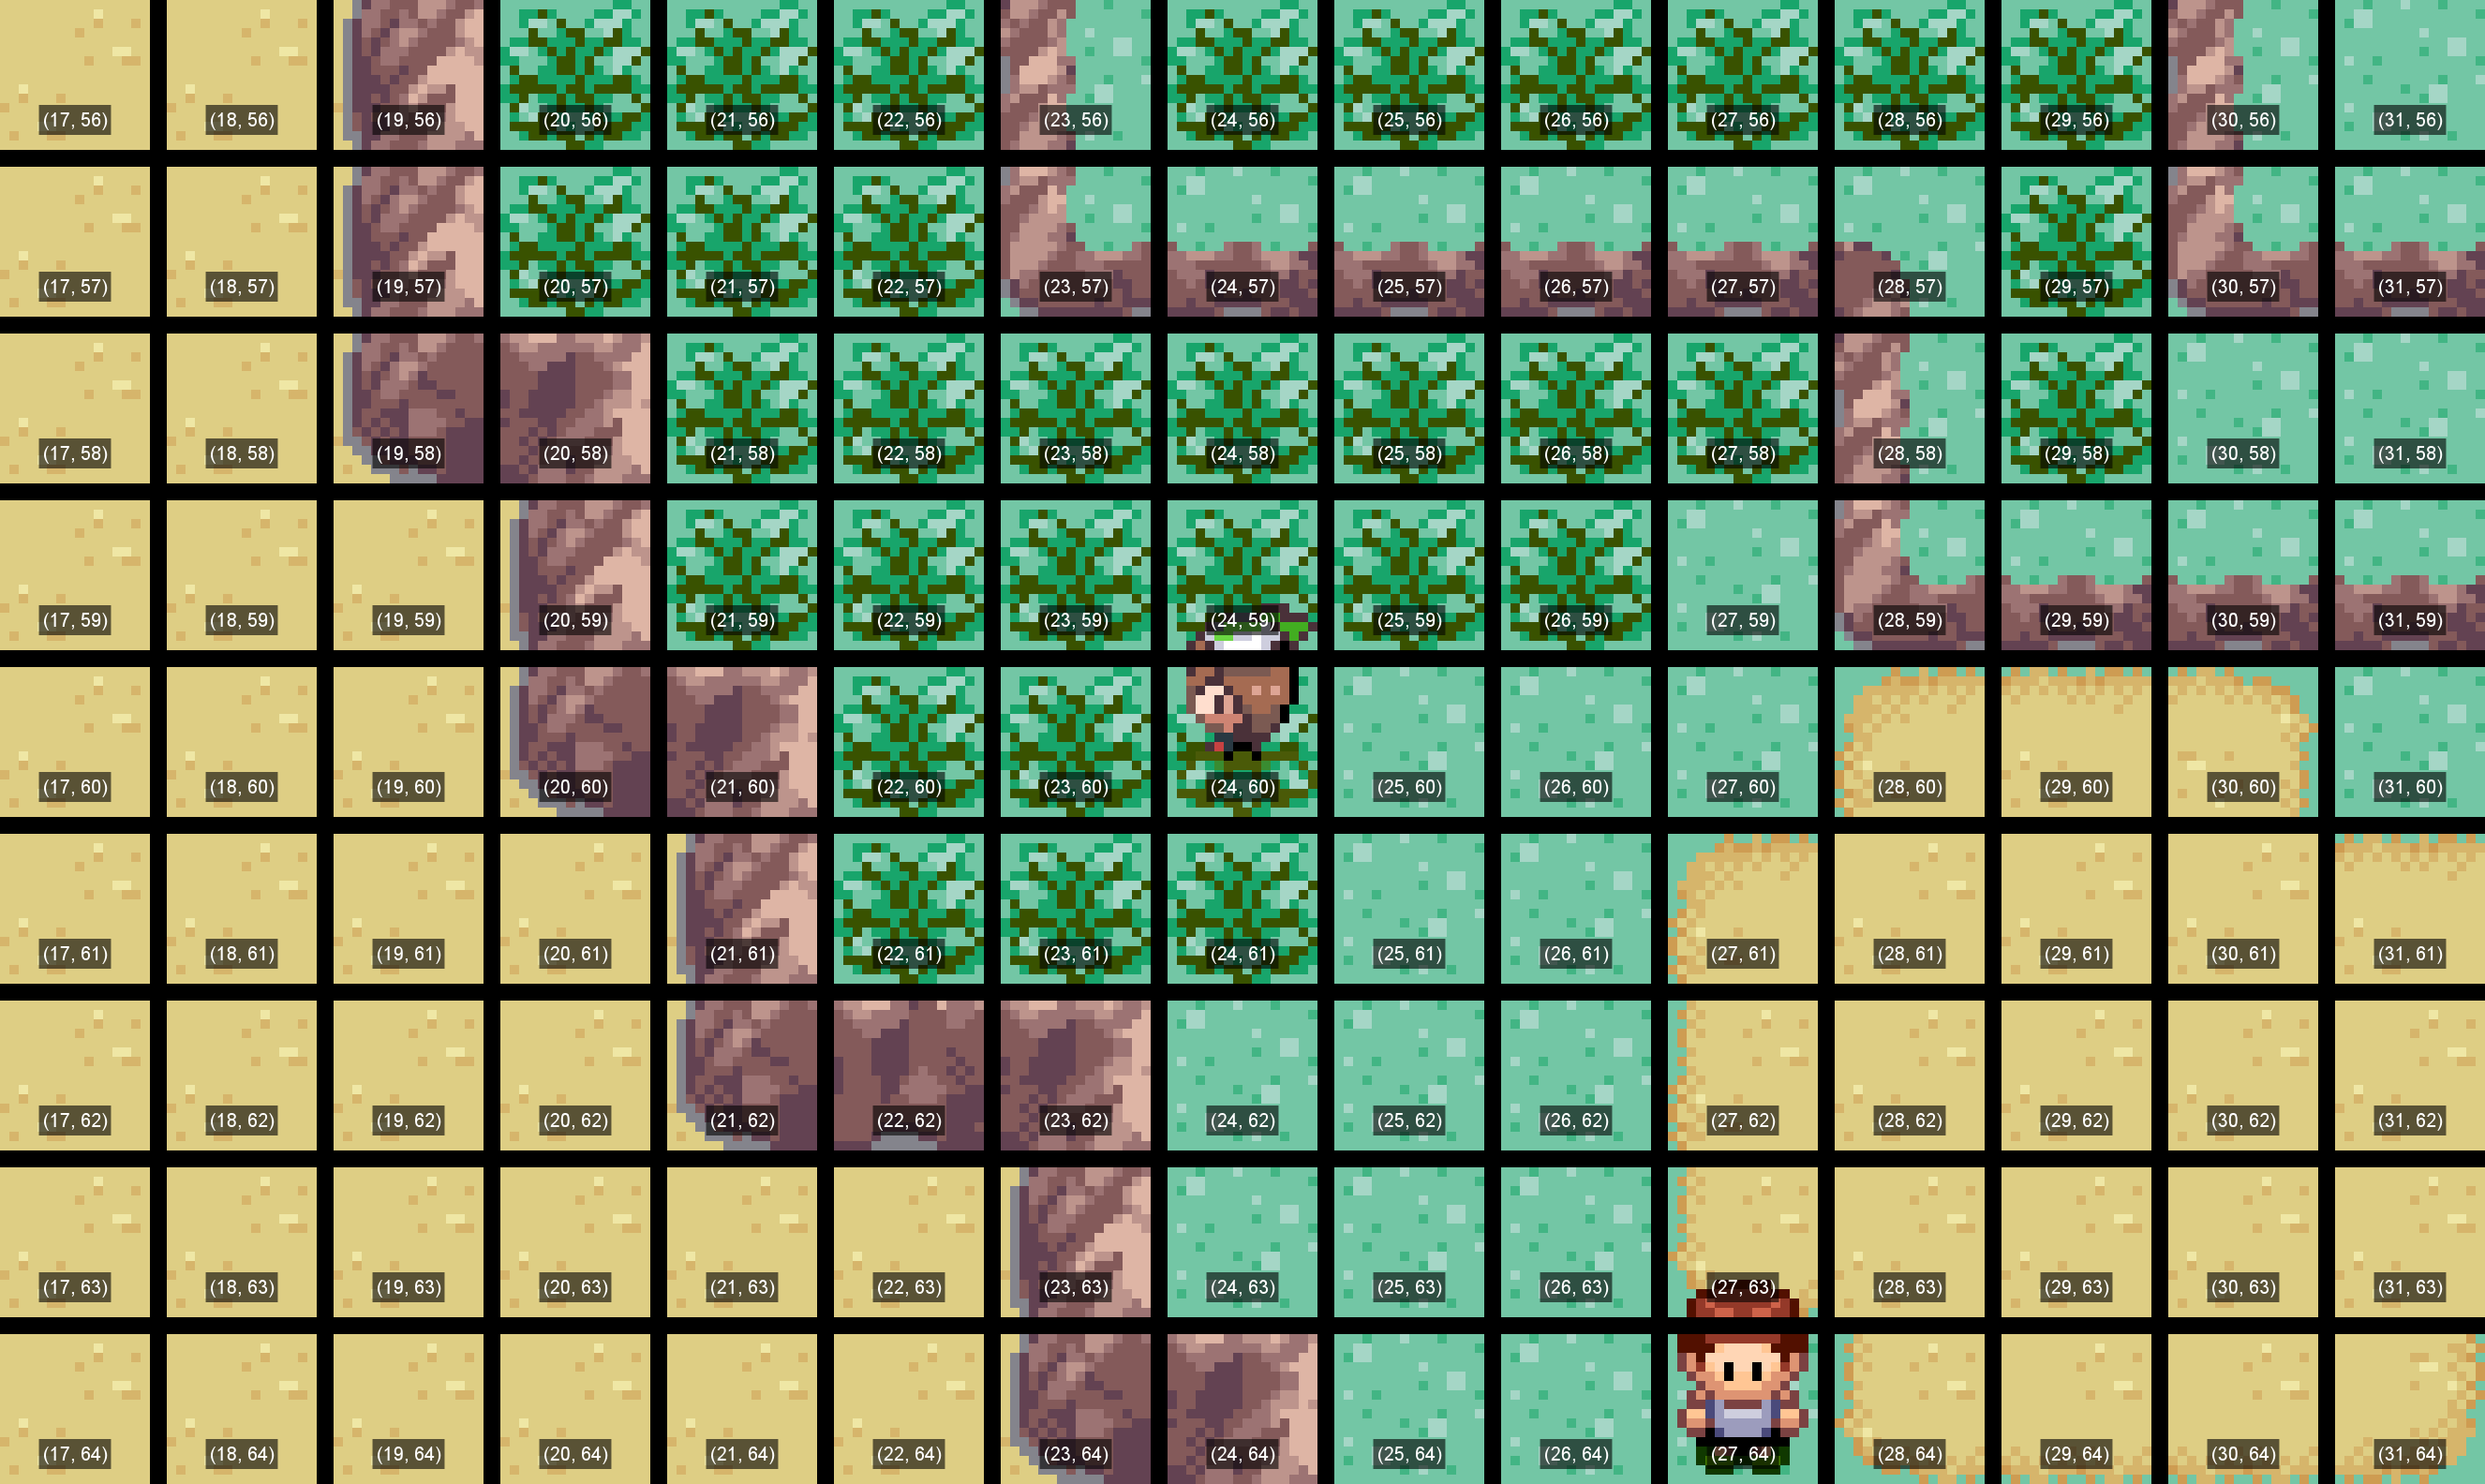 (17, 56) (18, 56) (19, 56) (20, 56) (21, 56) (22, 56) (23, 56) (24, 56) (25, 56) (26, 56) (27, 56) (28, 56) (29, 56) (30, 56) (31, 56)
(17, 57) (18, 57) (19, 57) (20, 57) (21, 57) (22, 57) (23, 57) (24, 57) (25, 57) (26, 57) (27, 57) (28, 57) (29, 57) (30, 57) (31, 57)
(17, 58) (18, 58) (19, 58) (20, 58) (21, 58) (22, 58) (23, 58) (24, 58) (25, 58) (26, 58) (27, 58) (28, 58) (29, 58) (30, 58) (31, 58)
(17, 59) (18, 59) (19, 59) (20, 59) (21, 59) (22, 59) (23, 59) (24, 59) (25, 59) (26, 59) (27, 59) (28, 59) (29, 59) (30, 59) (31, 59)
(17, 60) (18, 60) (19, 60) (20, 60) (21, 60) (22, 60) (23, 60) (24, 60) (25, 60) (26, 60) (27, 60) (28, 60) (29, 60) (30, 60) (31, 60)
(17, 61) (18, 61) (19, 61) (20, 61) (21, 61) (22, 61) (23, 61) (24, 61) (25, 61) (26, 61) (27, 61) (28, 61) (29, 61) (30, 61) (31, 61)
(17, 62) (18, 62) (19, 62) (20, 62) (21, 62) (22, 62) (23, 62) (24, 62) (25, 62) (26, 62) (27, 62) (28, 62) (29, 62) (30, 62) (31, 62)
(17, 63) (18, 63) (19, 63) (20, 63) (21, 63) (22, 63) (23, 63) (24, 63) (25, 63) (26, 63) (27, 63) (28, 63) (29, 63) (30, 63) (31, 63)
(17, 64) (18, 64) (19, 64) (20, 64) (21, 64) (22, 64) (23, 64) (24, 64) (25, 64) (26, 64) (27, 64) (28, 64) (29, 64) (30, 64) (31, 64)